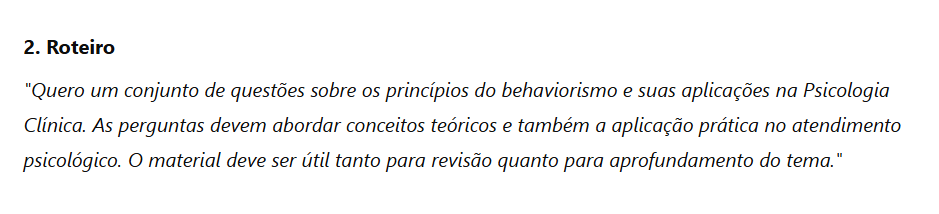 2. Roteiro
"Quero um conjunto de questões sobre os princípios do behaviorismo e suas aplicações na Psicologia
Clínica. As perguntas devem abordar conceitos teóricos e também a aplicação prática no atendimento
psicológico. O material deve ser útil tanto para revisão quanto para aprofundamento do tema."